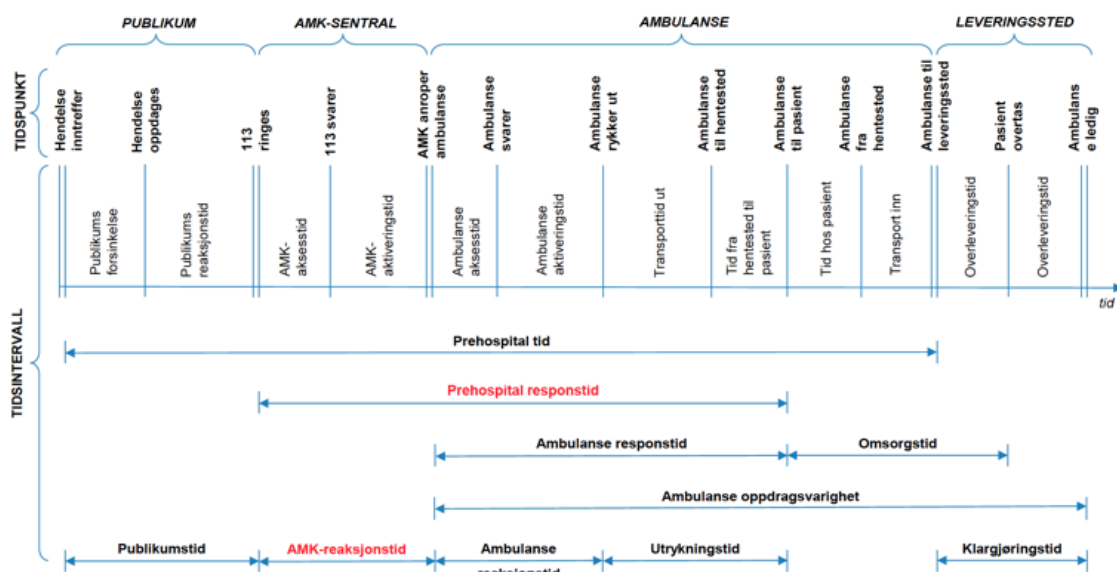 PUBLIKUM
AMK-SENTRAL
AMBULANSE
LEVERINGSSTED
TIDSPUNKT
Hendelse
inntreffer
Hendelse
oppdages
113
ringes
113 svarer
AMK anroper
ambulanse
Ambulanse
svarer
Ambulanse
rykker ut
Ambulanse
til hentested
Ambulanse
til pasient
Ambulanse
fra
hentested
Ambulanse til
leveringssted
Pasient
overtas
Ambulans
e ledig
TIDSINTERVALL
Publikums
forsinkelse
Publikums
reaksjonstid
AMK-
aksesstid
AMK-
aktiveringstid
Ambulanse
aksesstid
Ambulanse
aktiveringstid
Transporttid ut
Tid fra
hentested til
pasient
Tid hos pasient
Transport inn
Overleveringstid
Overleveringstid
tid
Prehospital tid
Prehospital responstid
Ambulanse responstid
Omsorgstid
Ambulanse oppdragsvarighet
Publikumstid
AMK-reaksjonstid
Ambulanse
reaksjonstid
Utrykningstid
Klargjøringstid